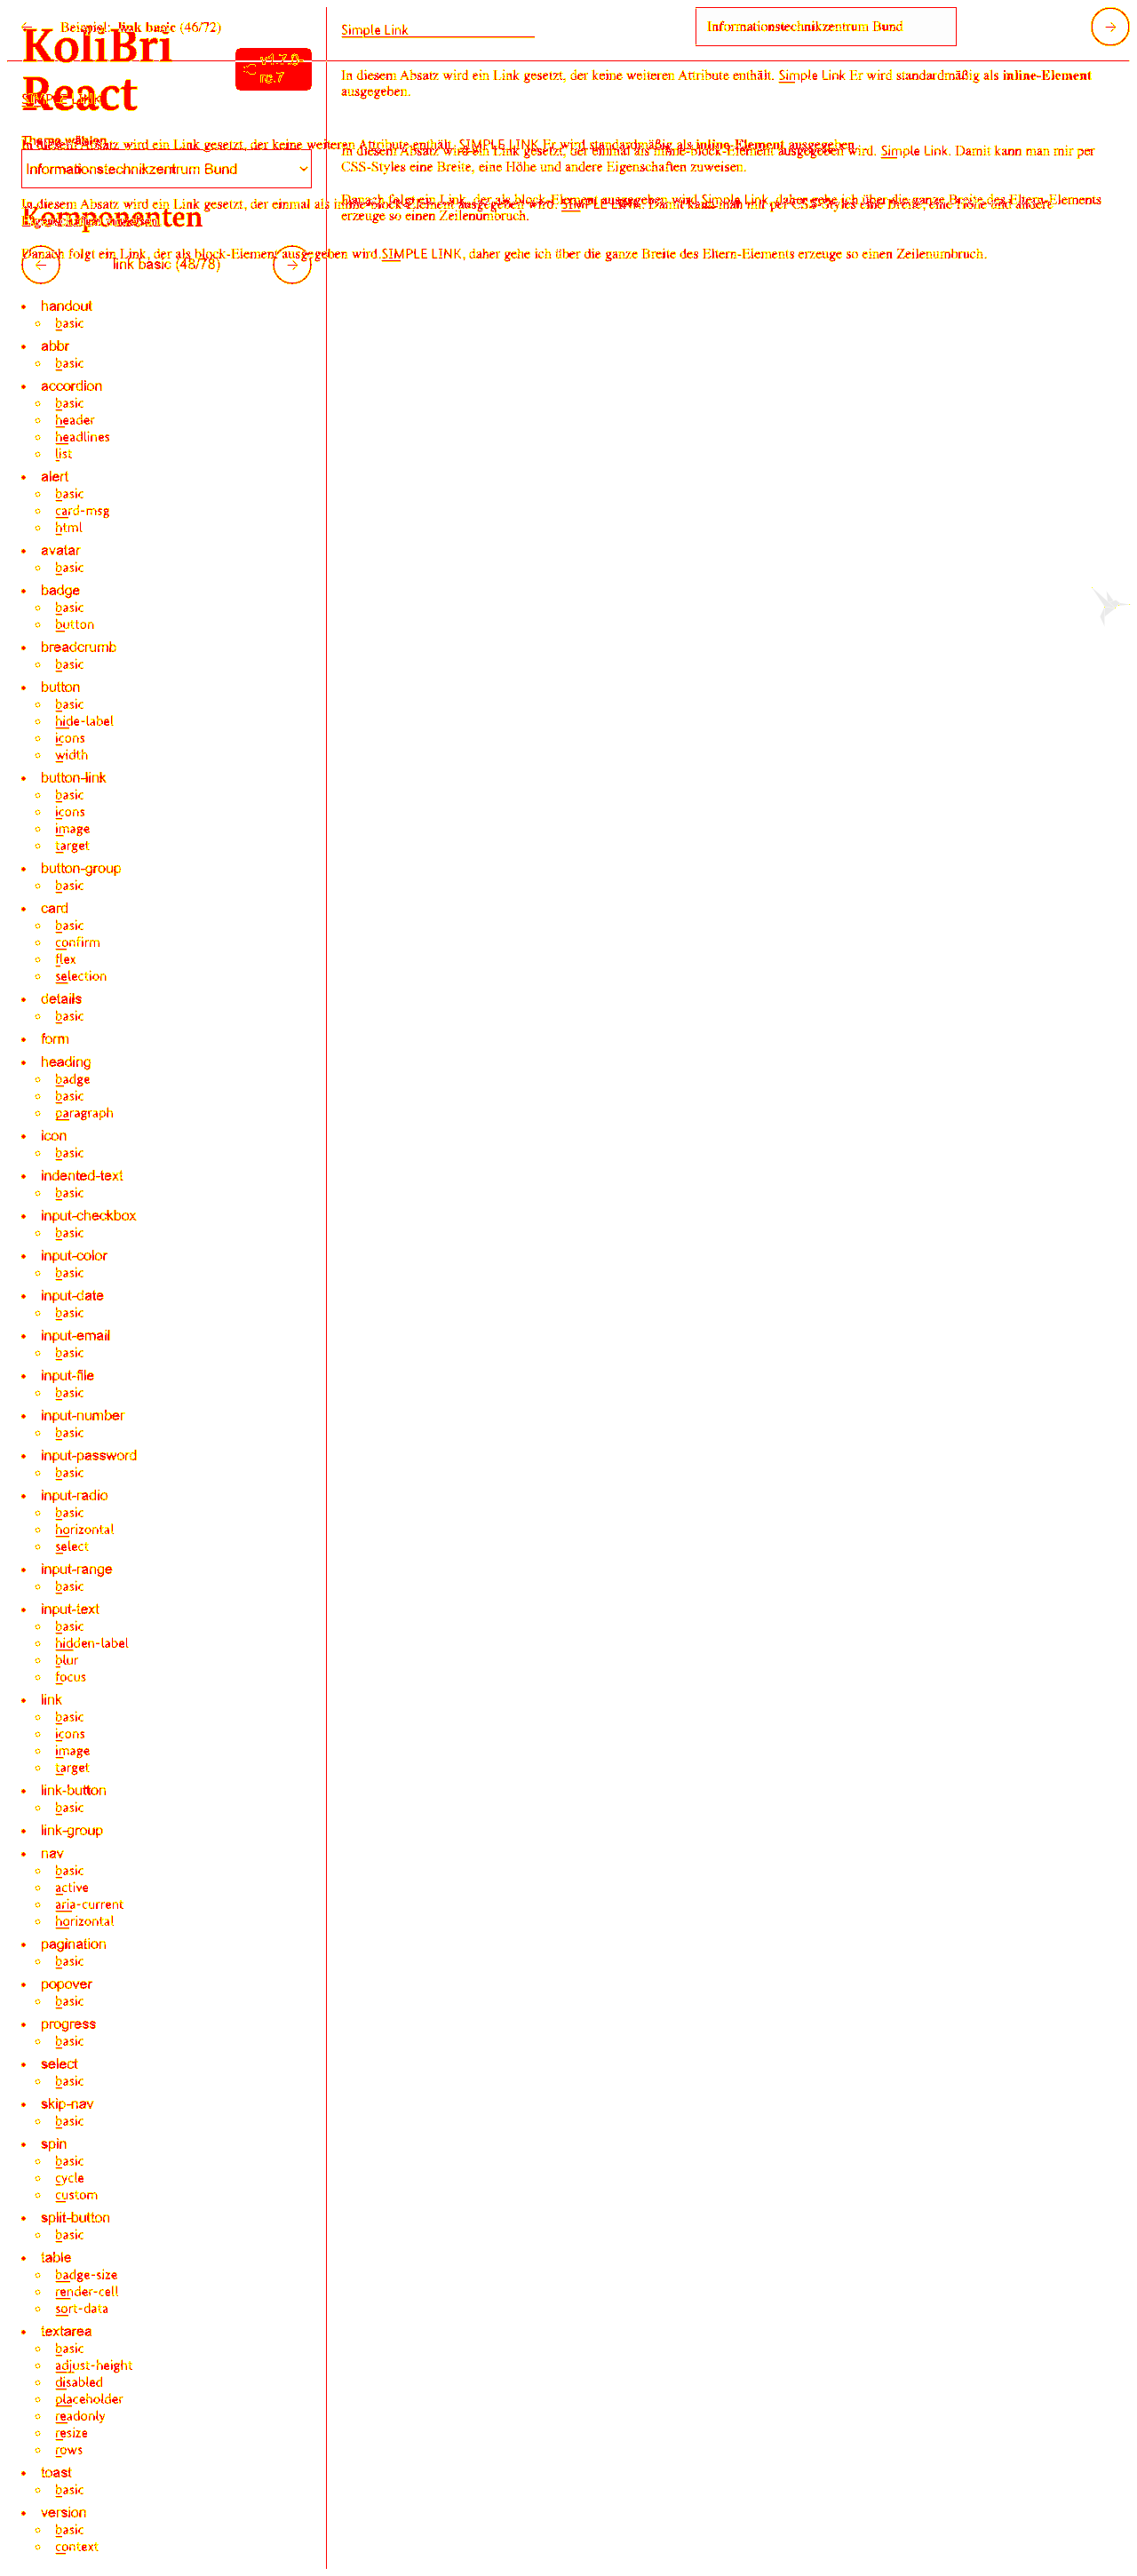 ← Beispiel: link basic (46/72)
Informationstechnikzentrum Bund
→
KoliBri
React
v1.7.0-
rc.7
SIMPLE LINK
Theme wählen
In diesem Absatz wird ein Link gesetzt, der keine weiteren Attribute enthält. SIMPLE LINK Er wird standardmäßig als inline-Element ausgegeben.
Informationstechnikzentrum Bund
In diesem Absatz wird ein Link gesetzt, der einmal als inline-block-Element ausgegeben wird. SIMPLE LINK. Damit kann man mir per CSS-Styles eine Breite, eine Höhe und andere
Komponenten
Eigenschaften zuweisen.
Danach folgt ein Link, der als block-Element ausgegeben wird.SIMPLE LINK, daher gehe ich über die ganze Breite des Eltern-Elements erzeuge so einen Zeilenumbruch.
← link basic (48/78) →
handout
basic
abbr
basic
accordion
basic
header
headlines
list
alert
basic
card-msg
html
avatar
basic
badge
basic
button
breadcrumb
basic
button
basic
hide-label
icons
width
button-link
basic
icons
image
target
button-group
basic
card
basic
confirm
flex
selection
details
basic
form
heading
badge
basic
paragraph
icon
basic
indented-text
basic
input-checkbox
basic
input-color
basic
input-date
basic
input-email
basic
input-file
basic
input-number
basic
input-password
basic
input-radio
basic
horizontal
select
input-range
basic
input-text
basic
hidden-label
blur
focus
link
basic
icons
image
target
link-button
basic
link-group
nav
basic
active
aria-current
horizontal
pagination
basic
popover
basic
progress
basic
select
basic
skip-nav
basic
spin
basic
cycle
custom
split-button
basic
table
badge-size
render-cell
sort-data
textarea
basic
adjust-height
disabled
placeholder
readonly
resize
rows
toast
basic
version
basic
context
Simple Link
In diesem Absatz wird ein Link gesetzt, der keine weiteren Attribute enthält. Simple Link Er wird standardmäßig als inline-Element
ausgegeben.
In diesem Absatz wird ein Link gesetzt, der einmal als inline-block-Element ausgegeben wird. Simple Link. Damit kann man mir per
CSS-Styles eine Breite, eine Höhe und andere Eigenschaften zuweisen.
Danach folgt ein Link, der als block-Element ausgegeben wird Simple Link, daher gehe ich über die ganze Breite des Eltern-Elements
erzeuge so einen Zeilenumbruch.